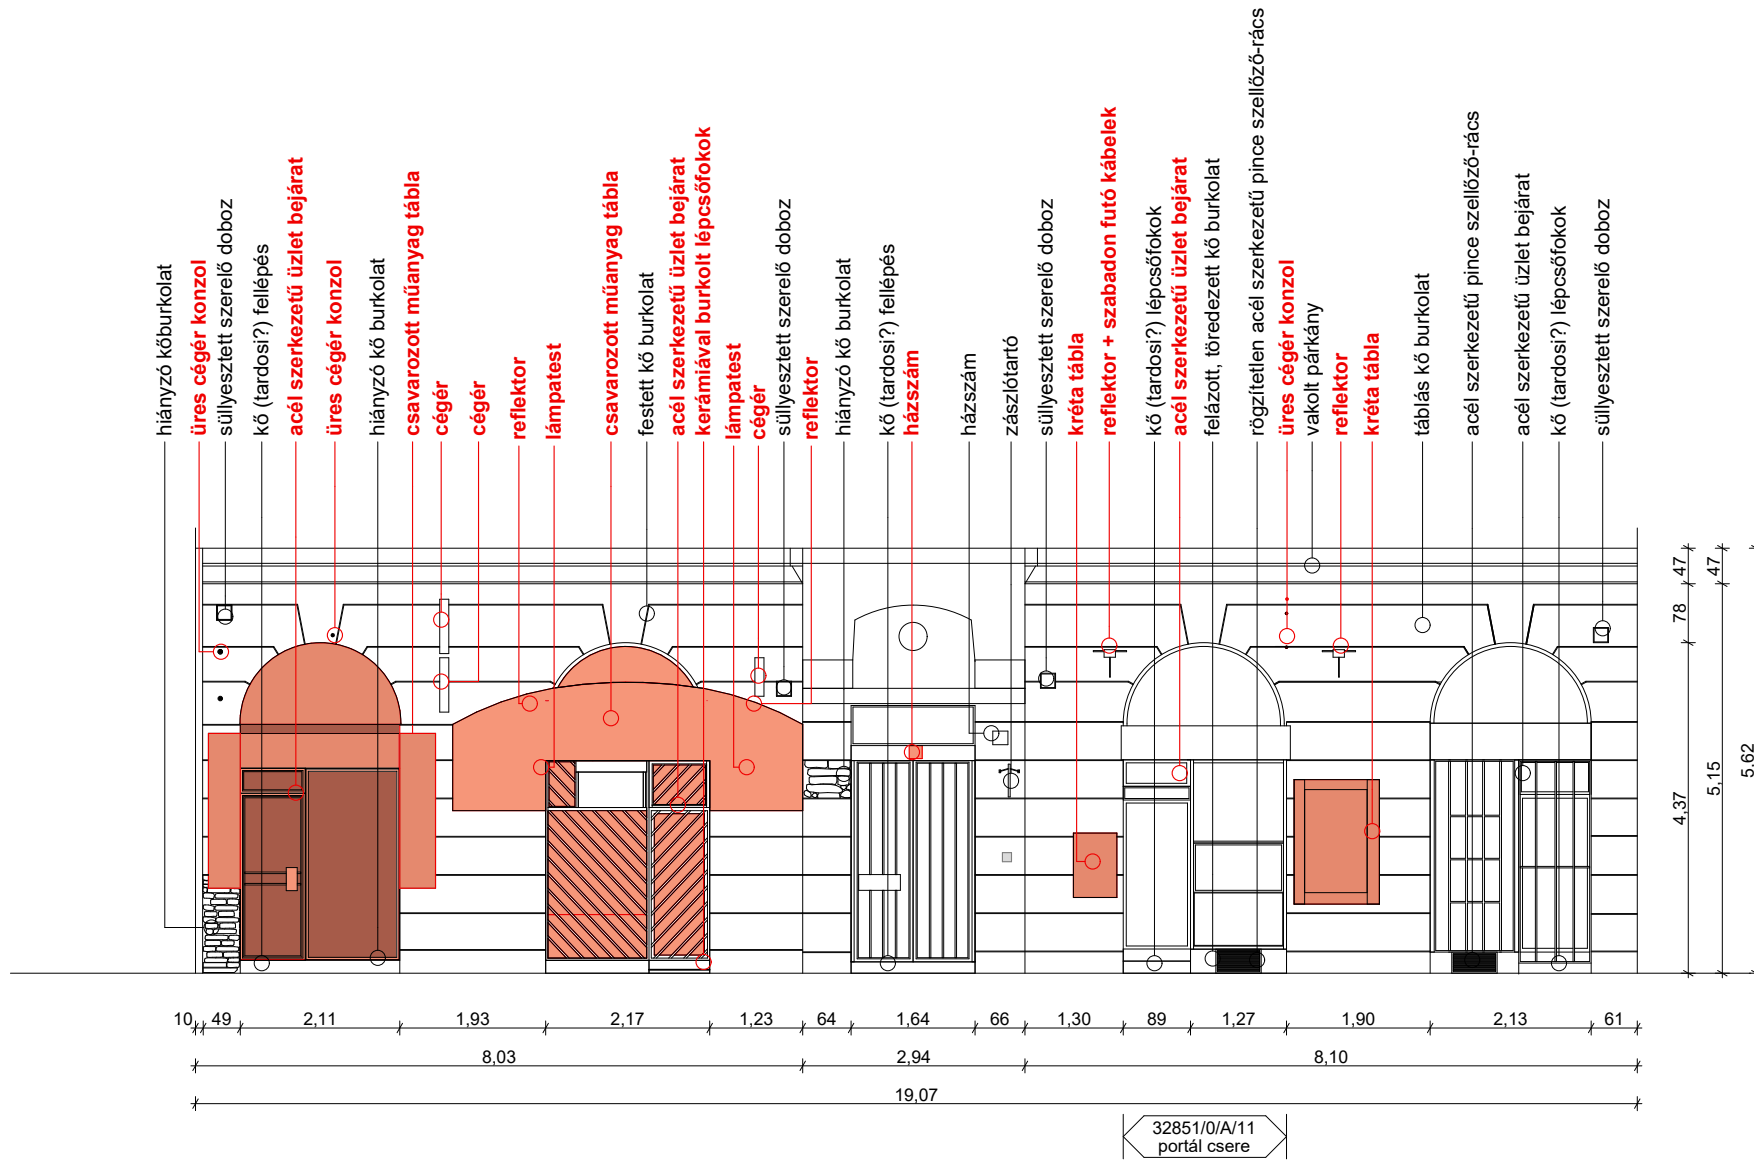 hiányzó kőburkolat
üres cégér konzol
süllyesztett szerelő doboz
kő (tardosi?) fellépés
acél szerkezetű üzlet bejárat
üres cégér konzol
hiányzó kő burkolat
csavarozott műanyag tábla
cégér
cégér
reflektor
lámpatest
csavarozott műanyag tábla
festett kő burkolat
acél szerkezetű üzlet bejárat
kerámiával burkolt lépcsőfokok
lámpatest
cégér
süllyesztett szerelő doboz
reflektor
hiányzó kő burkolat
kő (tardosi?) fellépés
házszám
házszám
zászlótartó
süllyesztett szerelő doboz
kréta tábla
reflektor + szabadon futó kábelek
kő (tardosi?) lépcsőfokok
acél szerkezetű üzlet bejárat
felázott, töredezett kő burkolat
rögzítetlen acél szerkezetű pince szellőző-rács
üres cégér konzol
vakolt párkány
reflektor
kréta tábla
táblás kő burkolat
acél szerkezetű pince szellőző-rács
acél szerkezetű üzlet bejárat
kő (tardosi?) lépcsőfokok
süllyesztett szerelő doboz
47
47
78
4,37
5,15
5,62
10 49 2,11 1,93 2,17 1,23 64 1,64 66 1,30 89 1,27 1,90 2,13 61
8,03 2,94 8,10
19,07
32851/0/A/11
portál csere